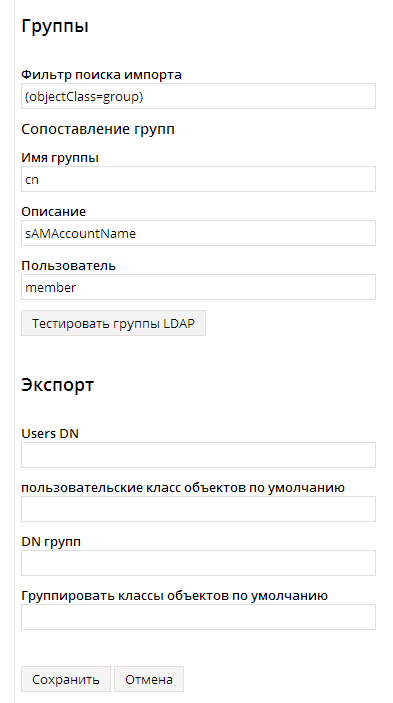 Группы
Фильтр поиска импорта
(objectClass=group)
Сопоставление групп
Имя группы
cn
Описание
sAMAccountName
Пользователь
member
Тестировать группы LDAP
Экспорт
Users DN
пользовательские класс объектов по умолчанию
DN групп
Группировать классы объектов по умолчанию
Сохранить Отмена